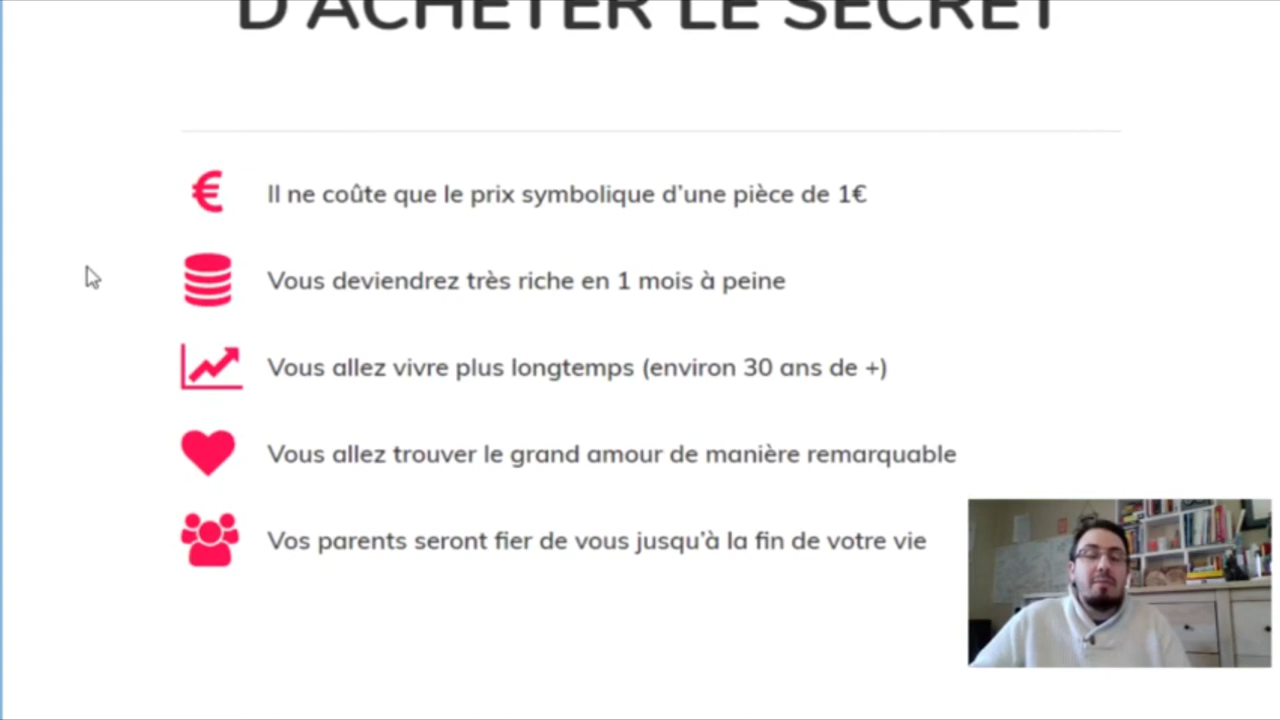 D'ACHETER LE SECRET
Il ne coûte que le prix symbolique d'une pièce de 1€
Vous deviendrez très riche en 1 mois à peine
Vous allez vivre plus longtemps (environ 30 ans de +)
Vous allez trouver le grand amour de manière remarquable
Vos parents seront fier de vous jusqu'à la fin de votre vie